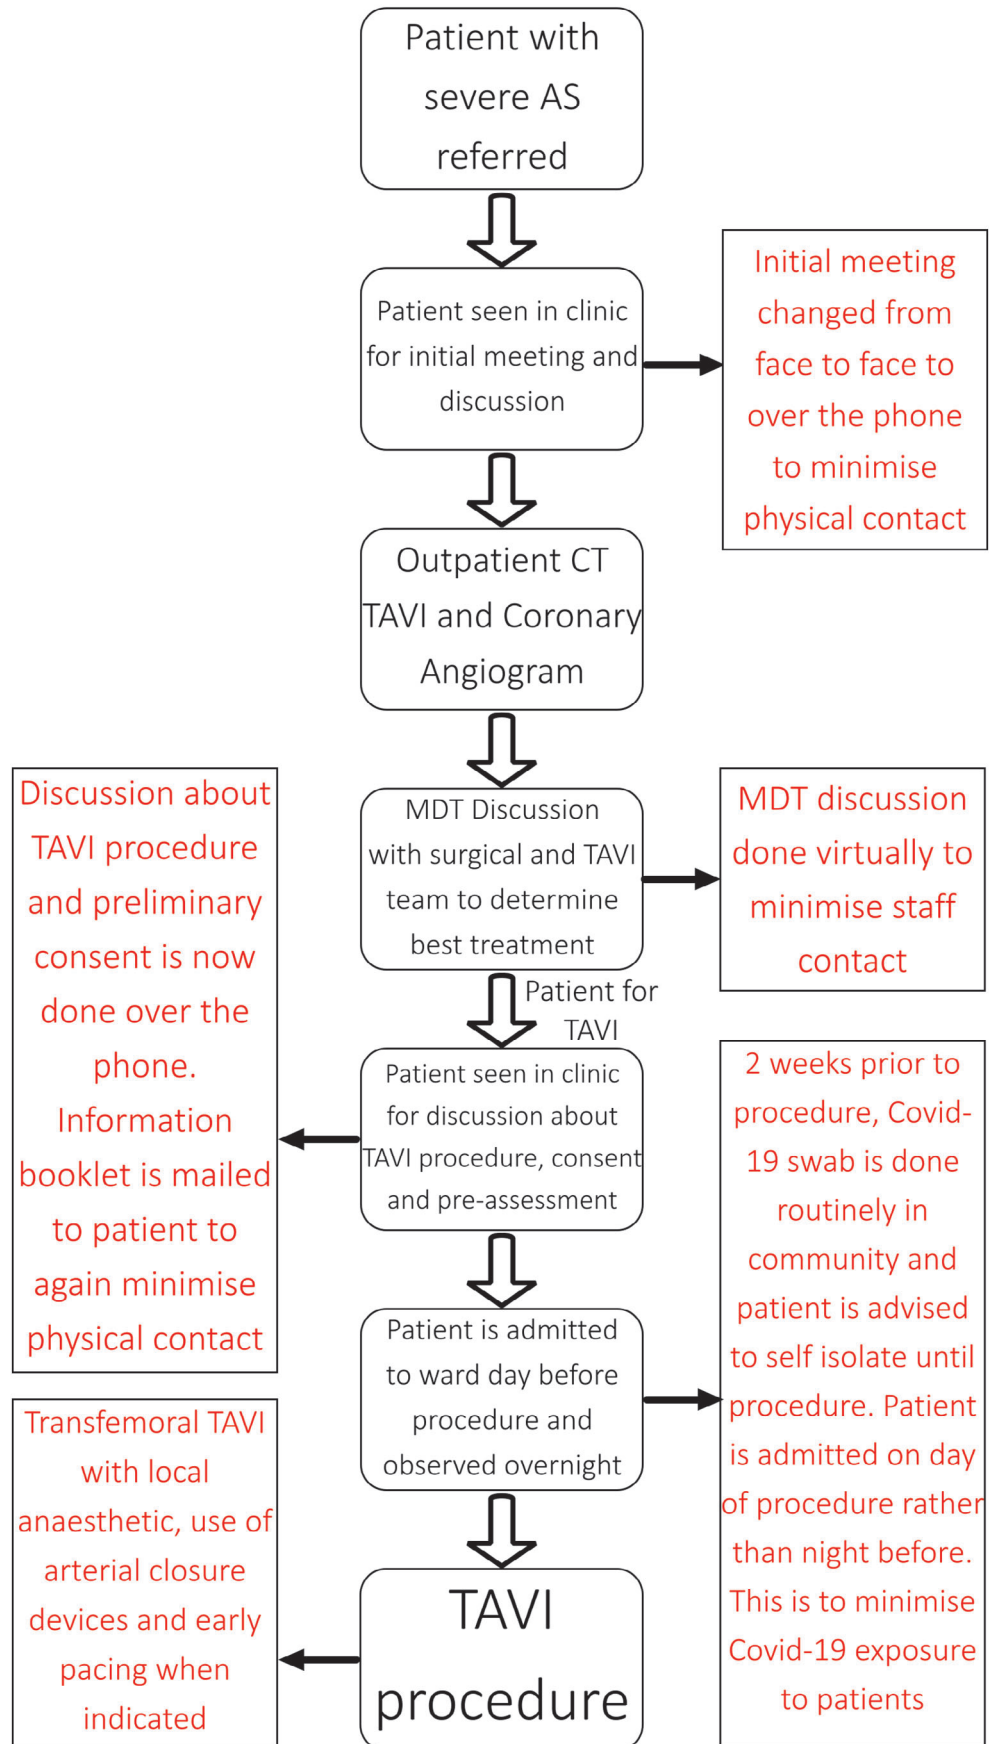 Patient with
severe AS
referred
Patient seen in clinic
for initial meeting and
discussion
Initial meeting
changed from
face to face to
over the phone
to minimise
physical contact
Outpatient CT
TAVI and Coronary
Angiogram
MDT Discussion
with surgical and TAVI
team to determine
best treatment
MDT discussion
done virtually to
minimise staff
contact
Patient for
TAVI
Patient seen in clinic
for discussion about
TAVI procedure, consent
and pre-assessment
Discussion about
TAVI procedure
and preliminary
consent is now
done over the
phone.
Information
booklet is mailed
to patient to
again minimise
physical contact
Patient is admitted
to ward day before
procedure and
observed overnight
2 weeks prior to
procedure, Covid-
19 swab is done
routinely in
community and
patient is advised
to self isolate until
procedure. Patient
is admitted on day
of procedure rather
than night before.
This is to minimise
Covid-19 exposure
to patients
TAVI
procedure
Transfemoral TAVI
with local
anaesthetic, use of
arterial closure
devices and early
pacing when
indicated